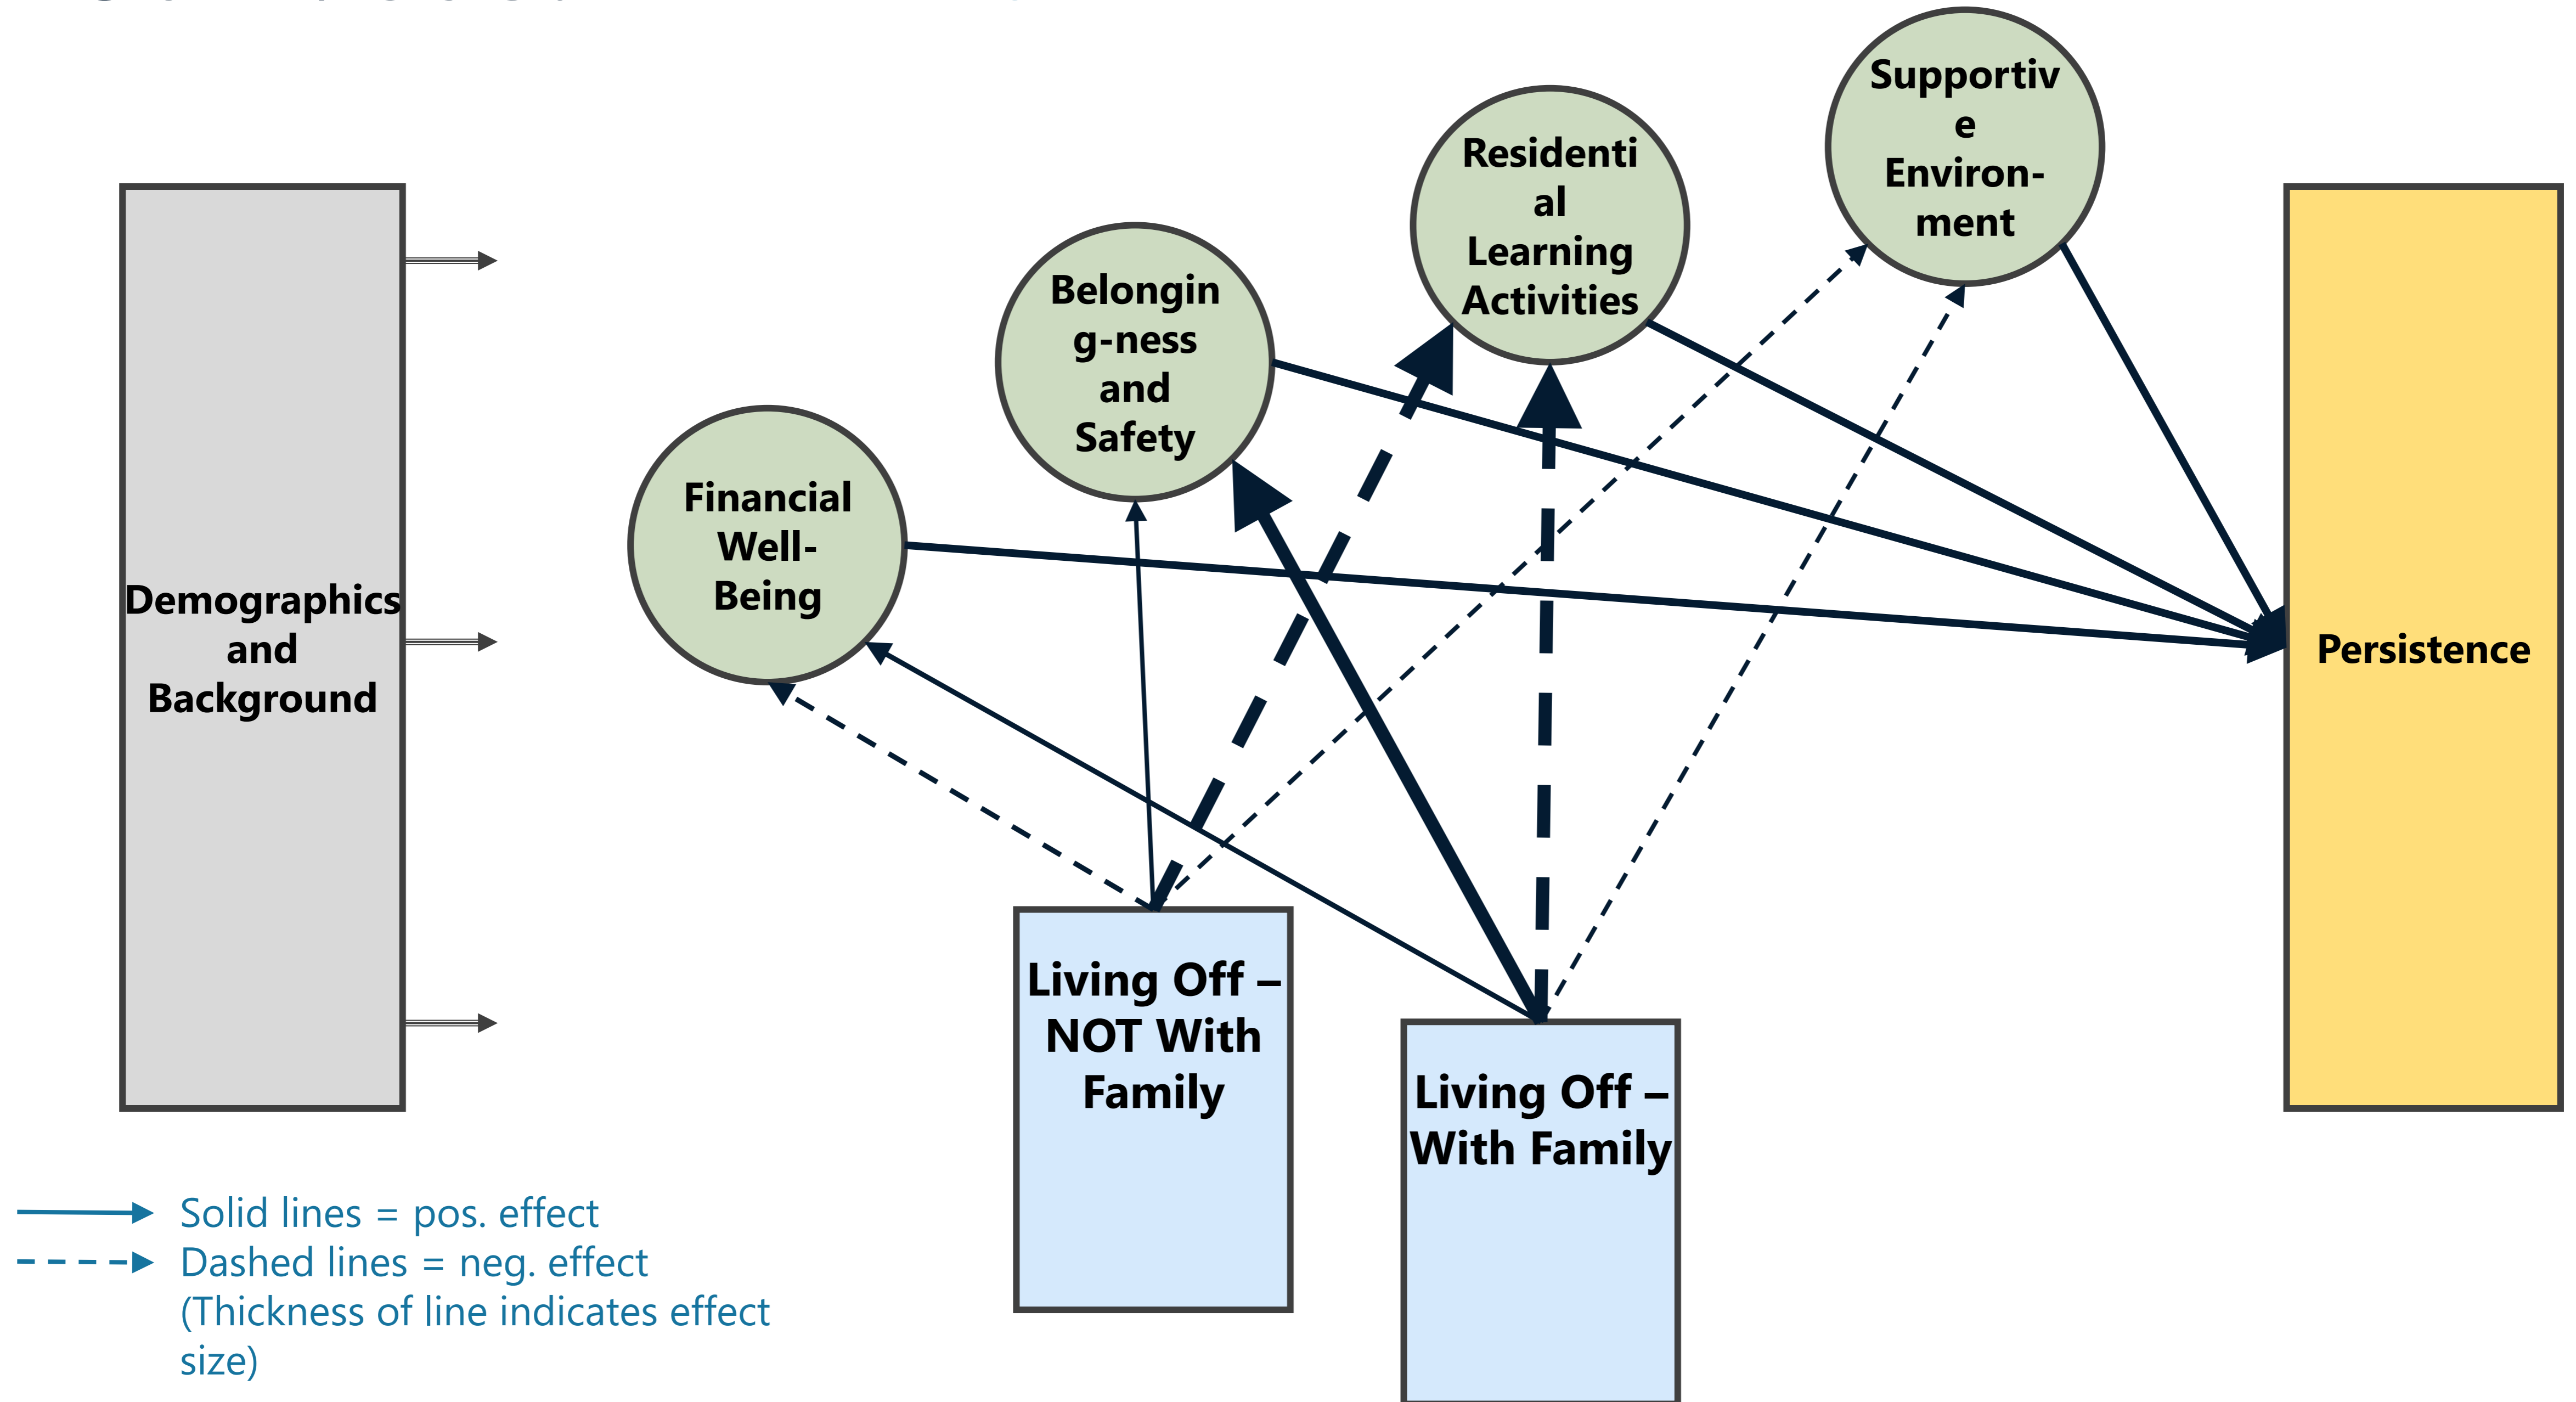 Supportiv
e
Environ-
ment
Residenti
al
Learning
Activities
Belongin
g-ness
and
Safety
Financial
Well-
Being
Demographics
and
Background
Persistence
Living Off –
NOT With
Family
Living Off –
With Family
Solid lines = pos. effect
Dashed lines = neg. effect
(Thickness of line indicates effect
size)